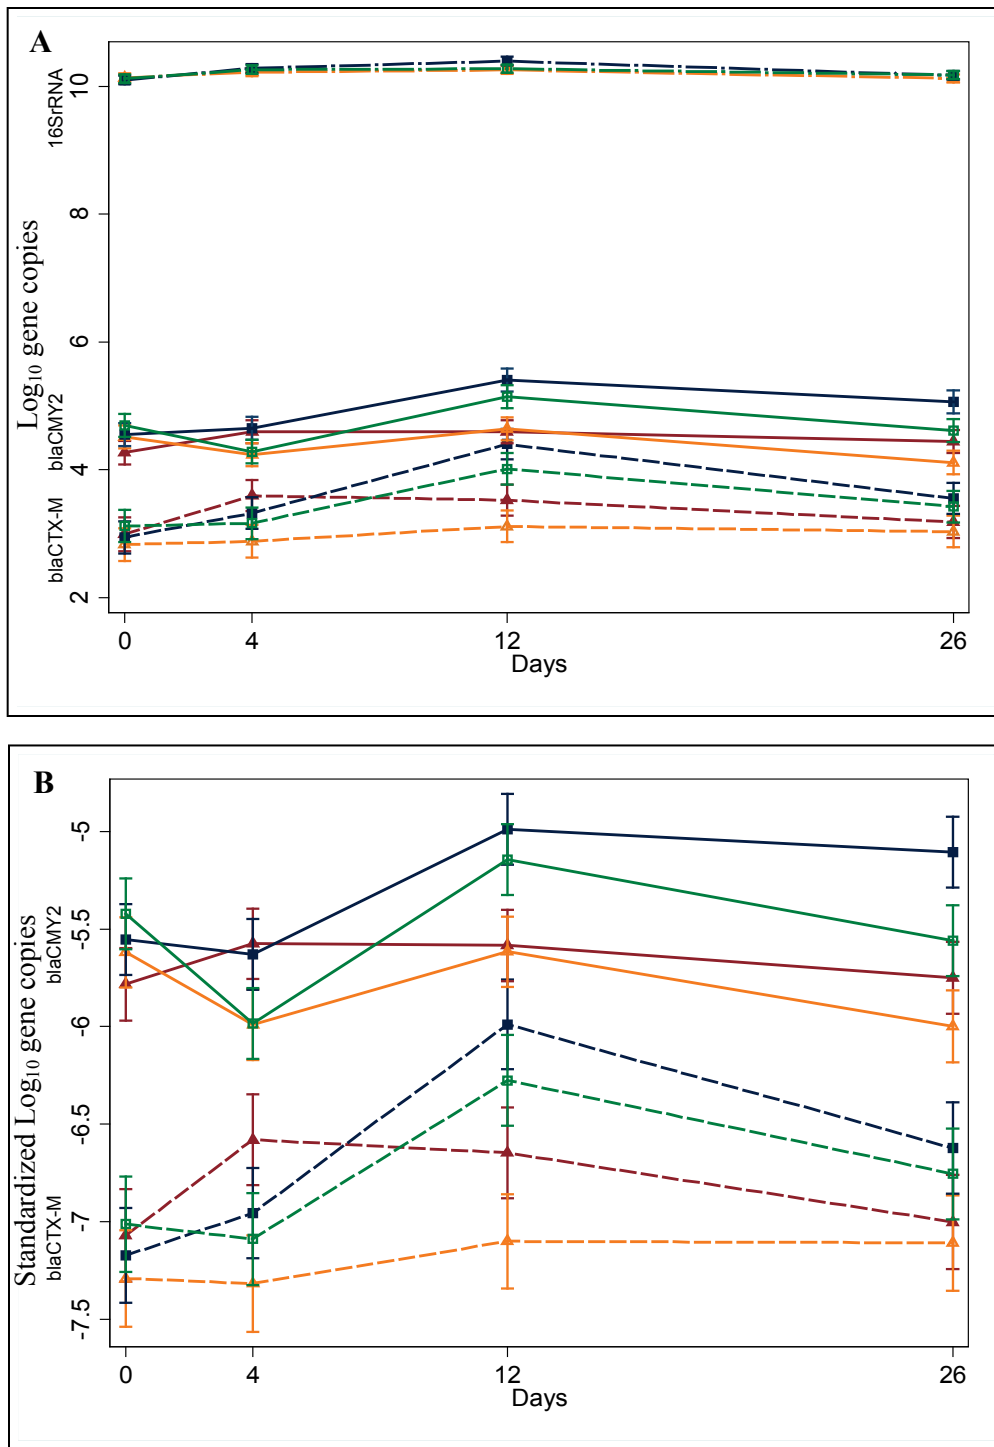 A
16SrRNA
Log₁₀ gene copies
blaCMY2
blaCTX-M
10
8
6
4
2
0 4 12 26
Days
B
Standardized Log₁₀ gene copies
blaCMY2
blaCTX-M
-5
-5.5
-6
-6.5
-7
-7.5
0 4 12 26
Days